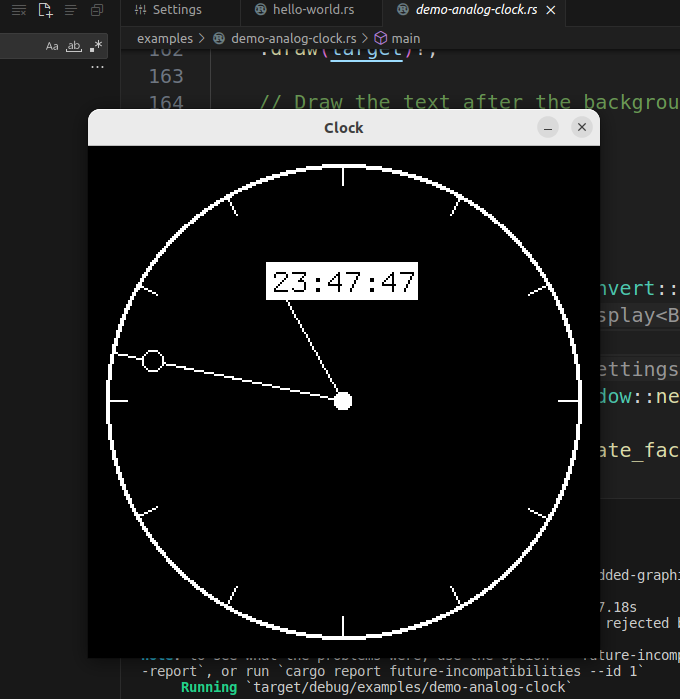 Settings
hello-world.rs
demo-analog-clock.rs
Aa ab .*
examples > demo-analog-clock.rs > main
162 .draw(target)?;
163
164 // Draw the text after the backgrou
Clock
23:47:47
nvert::
splay<B
ettings
dow::ne
ate_fac
dded-graphi
7.18s
rejected b
-report`, or run `cargo report future-incompatibilities --id 1`
Running `target/debug/examples/demo-analog-clock`